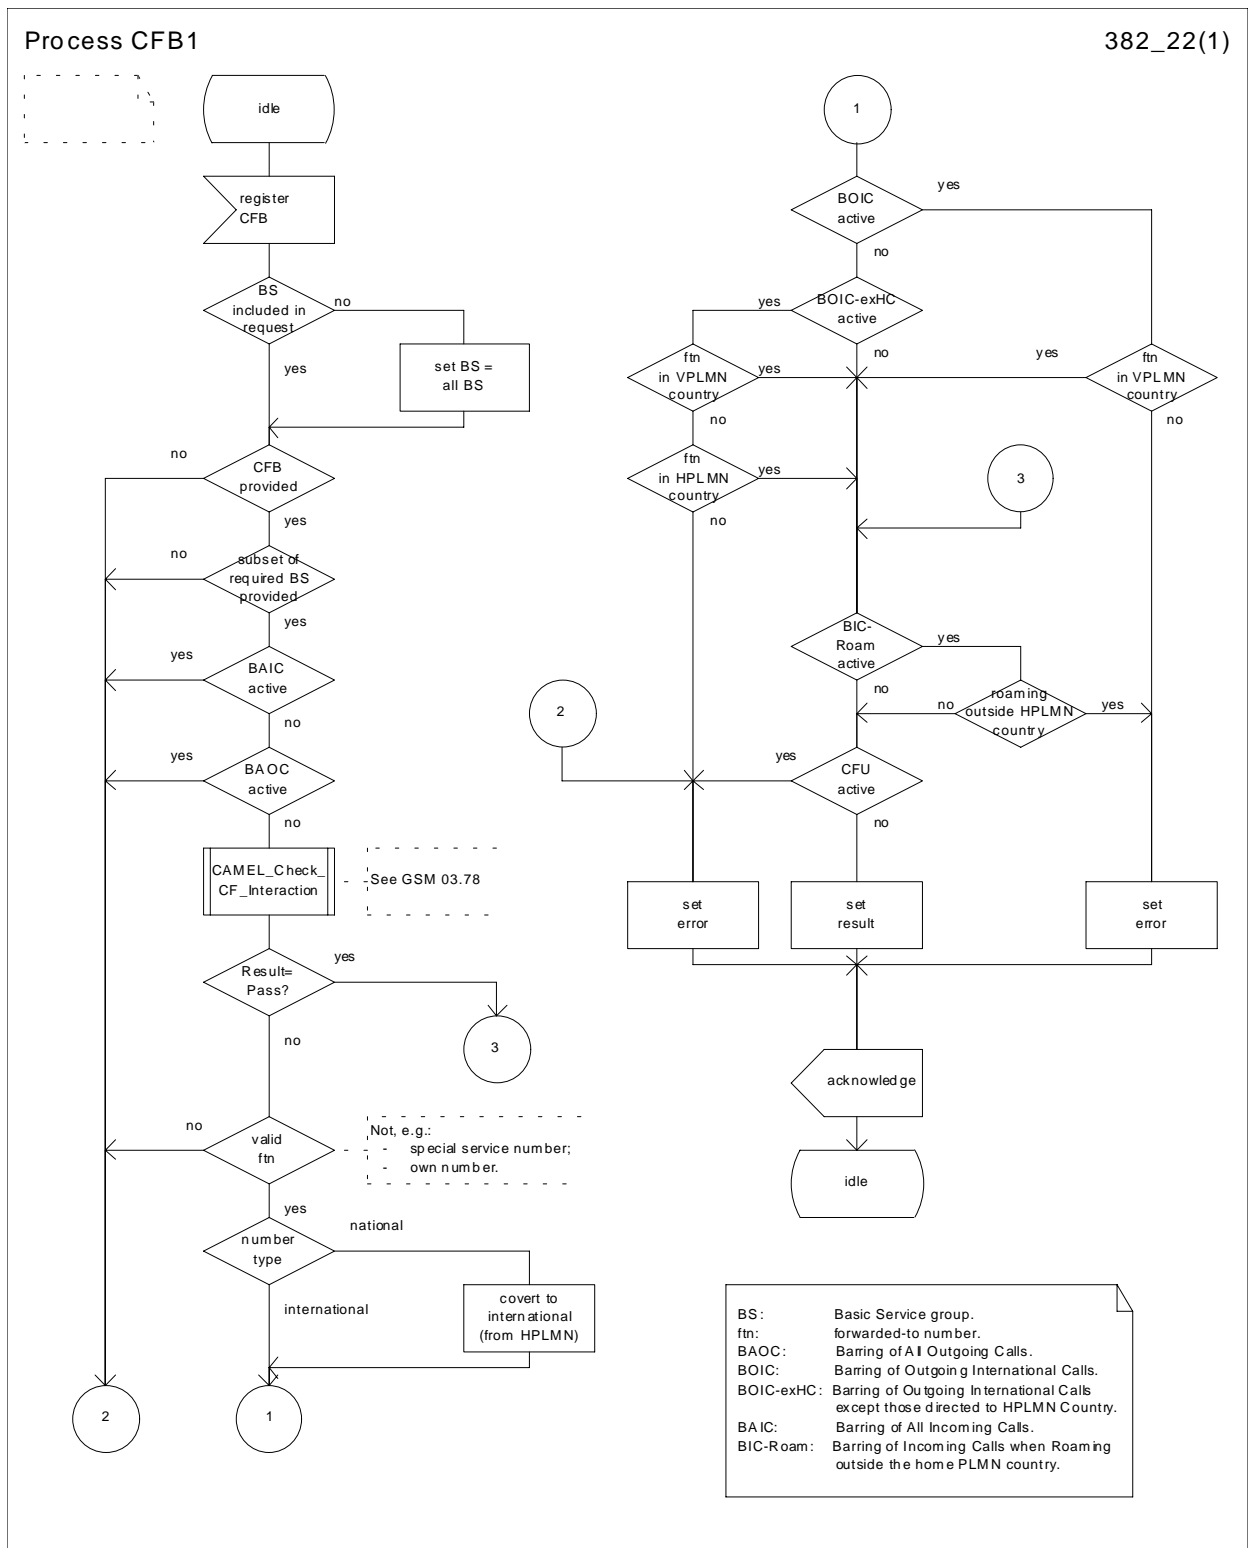 Process CFB1
382_22(1)
idle
register
CFB
BS
included in
request
no
yes
set BS =
all BS
no
CFB
provided
yes
no
subset of
required BS
provided
yes
yes
BAIC
active
no
yes
BAOC
active
no
CAMEL_Check_
CF_Interaction
See GSM 03.78
Result=
Pass?
yes
no
3
no
valid
ftn
Not, e.g.:
- special service number;
- own number.
yes
number
type
national
international
covert to
international
(from HPLMN)
2
1
1
BOIC
active
yes
no
BOIC-exHC
active
yes
no
ftn
in VPLMN
country
yes
no
yes
ftn
in VPLMN
country
no
ftn
in HPLMN
country
yes
no
3
BIC-
Roam
active
yes
no
roaming
outside HPLMN
country
no
yes
2
yes
CFU
active
no
set
error
set
result
set
error
acknowledge
idle
BS: Basic Service group.
ftn: forwarded-to number.
BAOC: Barring of All Outgoing Calls.
BOIC: Barring of Outgoing International Calls.
BOIC-exHC: Barring of Outgoing International Calls
except those directed to HPLMN Country.
BAIC: Barring of All Incoming Calls.
BIC-Roam: Barring of Incoming Calls when Roaming
outside the home PLMN country.